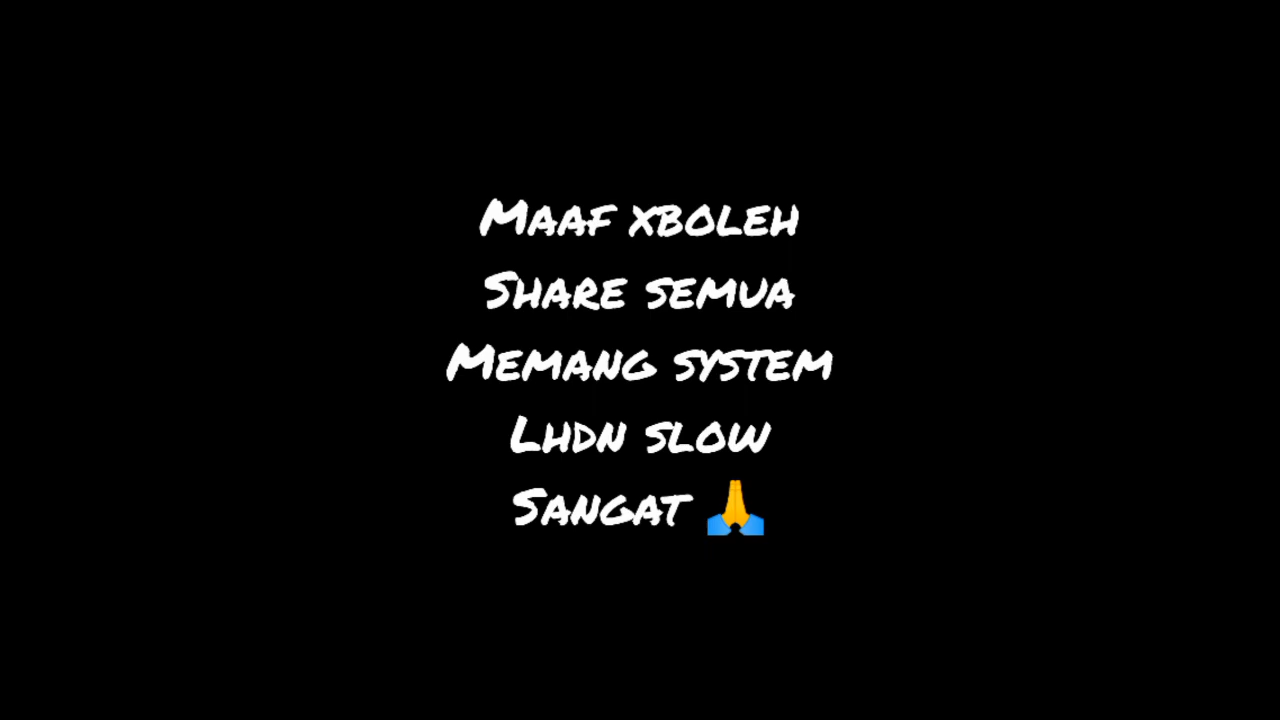 Maaf xboleh
Share semua
Memang system
Lhdn slow
Sangat 🙏